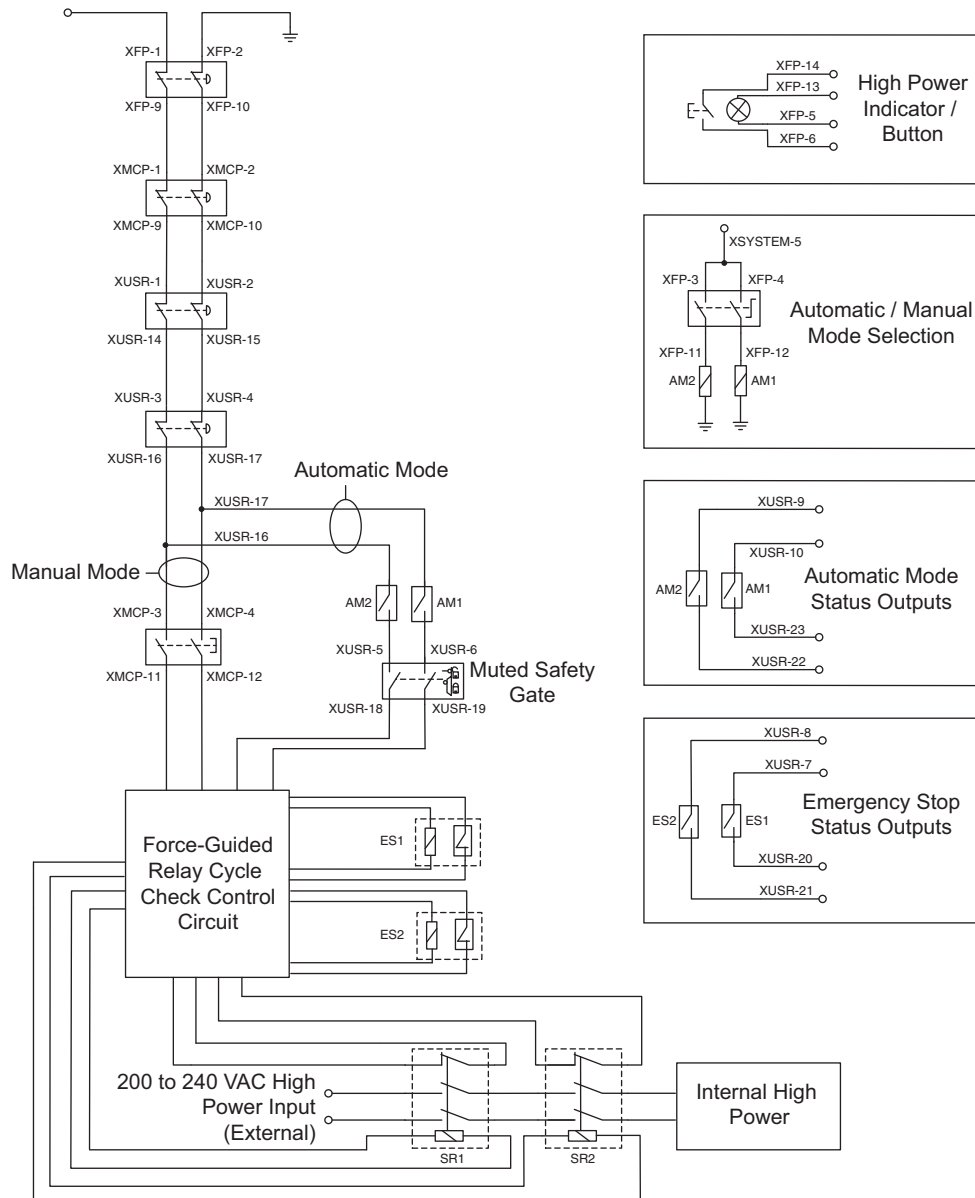 XFP-1 XFP-2
XFP-9 XFP-10
XMCP-1 XMCP-2
XMCP-9 XMCP-10
XUSR-1 XUSR-2
XUSR-14 XUSR-15
XUSR-3 XUSR-4
XUSR-16 XUSR-17
Automatic Mode
XUSR-17
XUSR-16
Manual Mode
XMCP-3 XMCP-4
XMCP-11 XMCP-12
AM2 AM1
XUSR-5 XUSR-6
Muted Safety
Gate
XUSR-18 XUSR-19
Force-Guided
Relay Cycle
Check Control
Circuit
ES1
ES2
200 to 240 VAC High
Power Input
(External)
SR1
SR2
Internal High
Power
XFP-14
XFP-13
XFP-5
XFP-6
High Power
Indicator /
Button
XSYSTEM-5
XFP-3 XFP-4
XFP-11 XFP-12
AM2 AM1
Automatic / Manual
Mode Selection
XUSR-9
XUSR-10
AM2 AM1
XUSR-23
XUSR-22
Automatic Mode
Status Outputs
XUSR-8
XUSR-7
ES2 ES1
XUSR-20
XUSR-21
Emergency Stop
Status Outputs